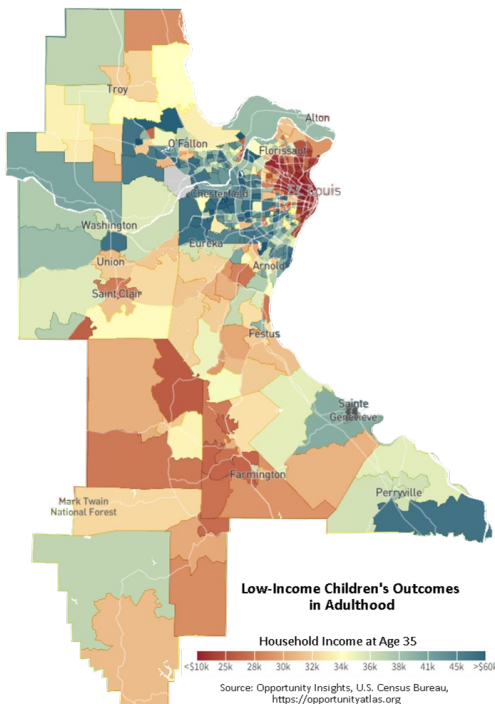 Troy
Alton
O'Fallon
Florissant
St Louis
Chesterfield
Washington
Eureka
Union
Arnold
Saint Clair
Festus
Sainte
Genevieve
Farmington
Perryville
Mark Twain
National Forest
Low-Income Children's Outcomes
in Adulthood
Household Income at Age 35
<$10k 25k 28k 30k 32k 34k 36k 38k 41k 45k >$60k
Source: Opportunity Insights, U.S. Census Bureau,
https://opportunityatlas.org